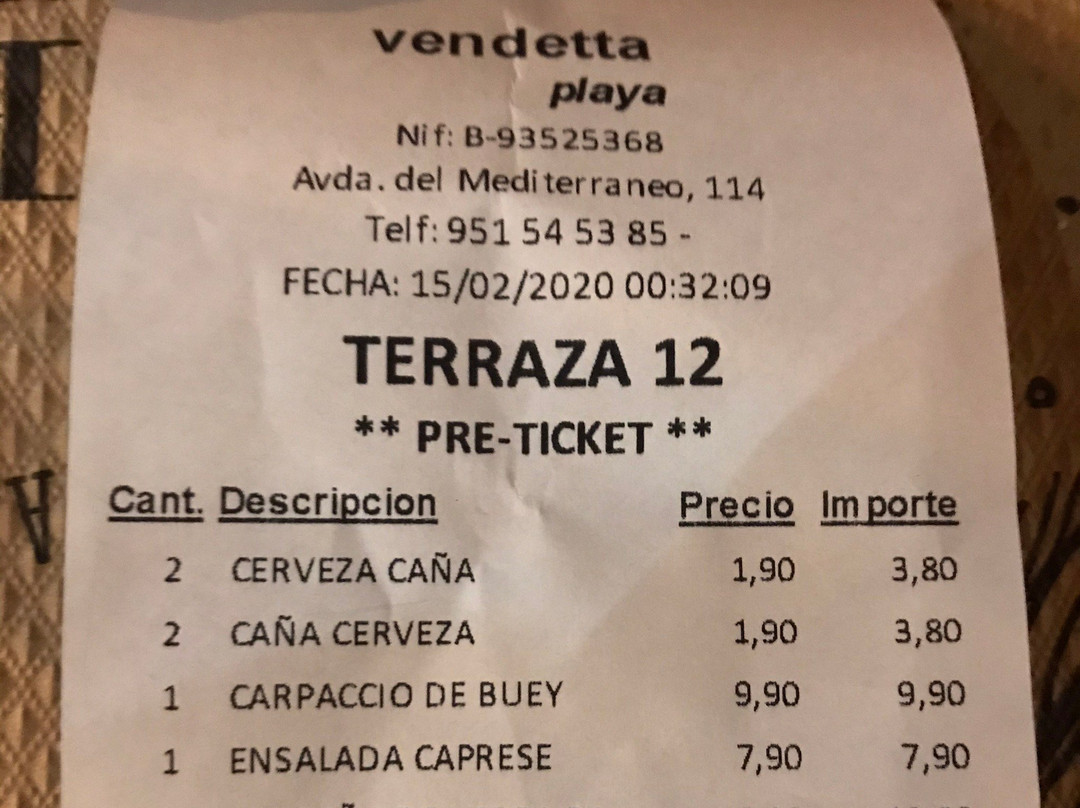 vendetta
playa
Nif: B-93525368
Avda. del Mediterraneo, 114
Telf: 951 54 53 85 -
FECHA: 15/02/2020 00:32:09
TERRAZA 12
** PRE-TICKET **
Cant. Descripcion Precio Importe
2 CERVEZA CAÑA 1,90 3,80
2 CAÑA CERVEZA 1,90 3,80
1 CARPACCIO DE BUEY 9,90 9,90
1 ENSALADA CAPRESE 7,90 7,90